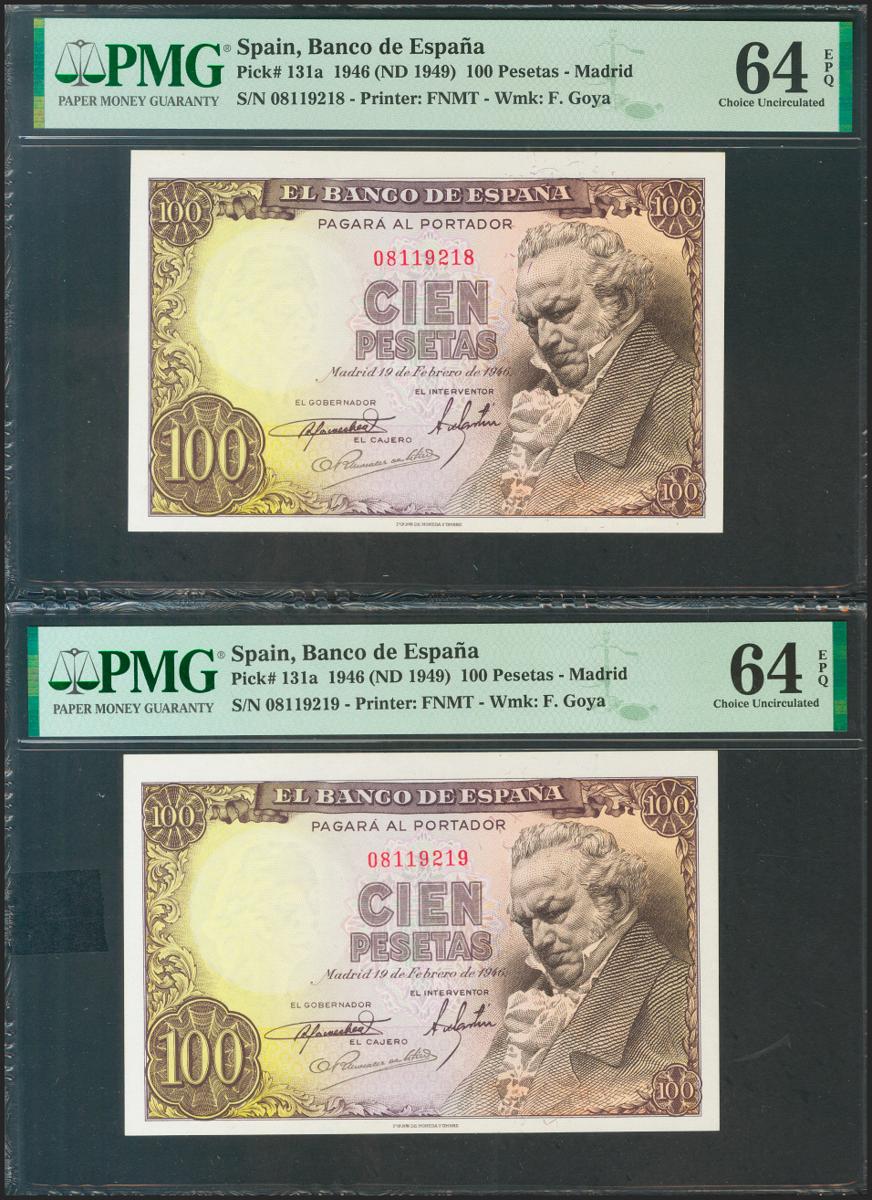 PMG®
PAPER MONEY GUARANTY
Spain, Banco de España
Pick# 131a 1946 (ND 1949) 100 Pesetas - Madrid
S/N 08119218 - Printer: FNMT - Wmk: F. Goya
64 EPQ
Choice Uncirculated
EL BANCO DE ESPAÑA
100
100
PAGARÁ AL PORTADOR
08119218
CIEN
PESETAS
Madrid 19 de Febrero de 1946.
EL INTERVENTOR
EL GOBERNADOR
EL CAJERO
100
100
PMG®
PAPER MONEY GUARANTY
Spain, Banco de España
Pick# 131a 1946 (ND 1949) 100 Pesetas - Madrid
S/N 08119219 - Printer: FNMT - Wmk: F. Goya
64 EPQ
Choice Uncirculated
EL BANCO DE ESPAÑA
100
100
PAGARÁ AL PORTADOR
08119219
CIEN
PESETAS
Madrid 19 de Febrero de 1946.
EL INTERVENTOR
EL GOBERNADOR
EL CAJERO
100
100